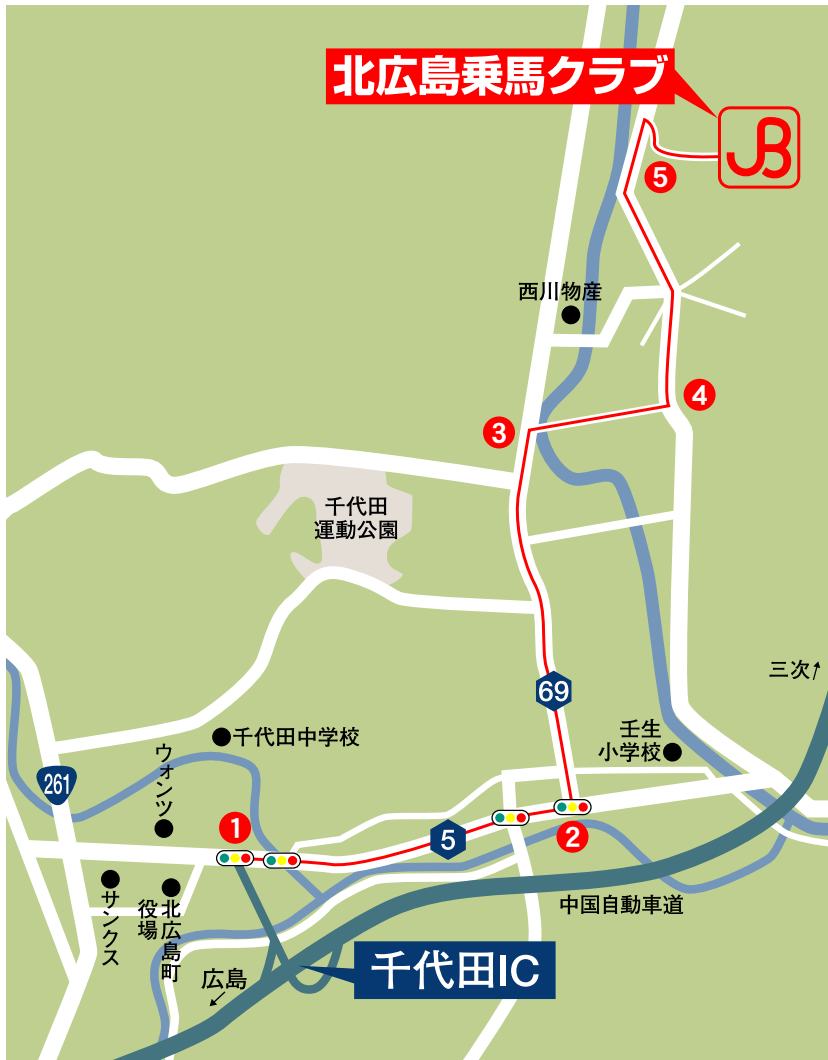 北広島乗馬クラブ
JB
5
西川物産
4
3
千代田
運動公園
69
三次↑
壬生
小学校
千代田中学校
ウォンツ
261
1
2
5
サンクス
北広島町
役場
中国自動車道
広島
↙
千代田IC